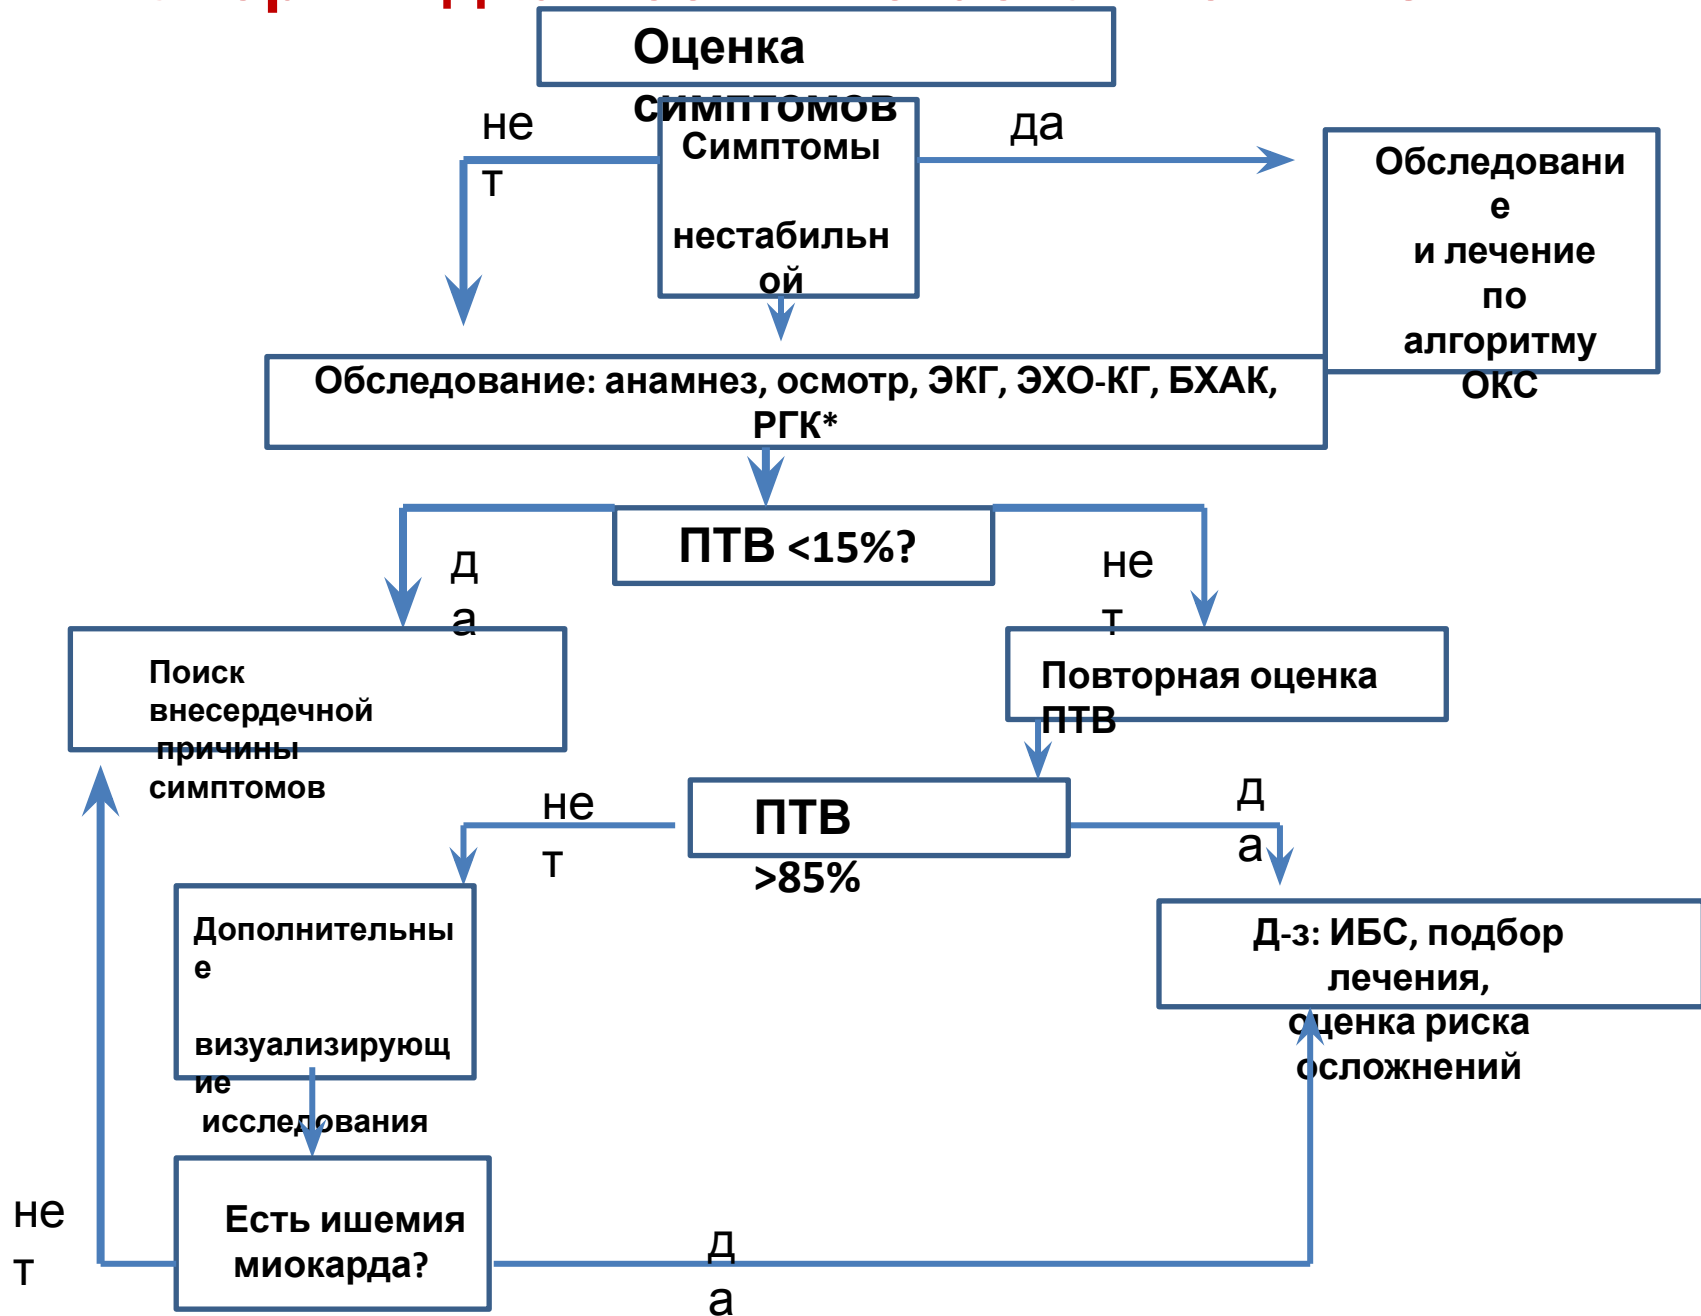 Оценка
симптомов
не
т
да
Симптомы
нестабильн
ой
Обследовани
е
и лечение
по
алгоритму
ОКС
Обследование: анамнез, осмотр, ЭКГ, ЭХО-КГ, БХАК,
РГК*
ПТВ <15%?
д
а
не
т
Поиск
внесердечной
причины
симптомов
Повторная оценка
ПТВ
не
т
ПТВ
>85%
д
а
Дополнительны
е
визуализирующ
ие
исследования
Д-з: ИБС, подбор
лечения,
оценка риска
осложнений
не
т
Есть ишемия
миокарда?
д
а